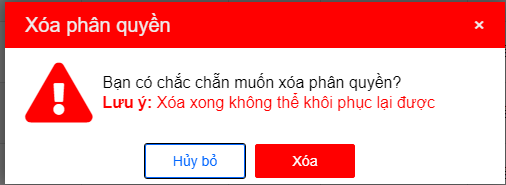 Xóa phân quyền ×
Bạn có chắc chẵn muốn xóa phân quyền?
Lưu ý: Xóa xong không thể khôi phục lại được
Hủy bỏ Xóa